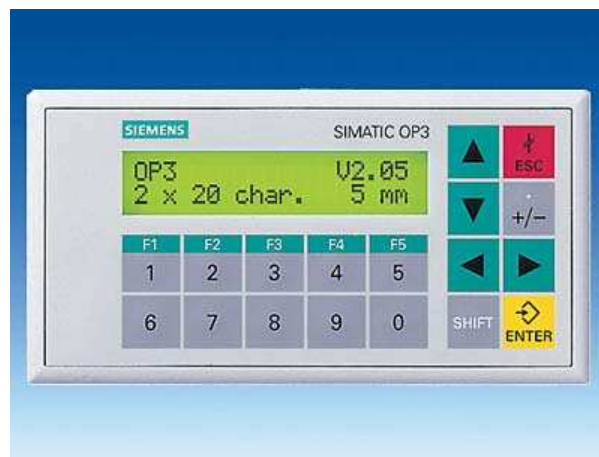 SIEMENS SIMATIC OP3
OP3 V2.05
2 x 20 char. 5 mm
ESC
+/−
F1 F2 F3 F4 F5
1 2 3 4 5
6 7 8 9 0
SHIFT ENTER